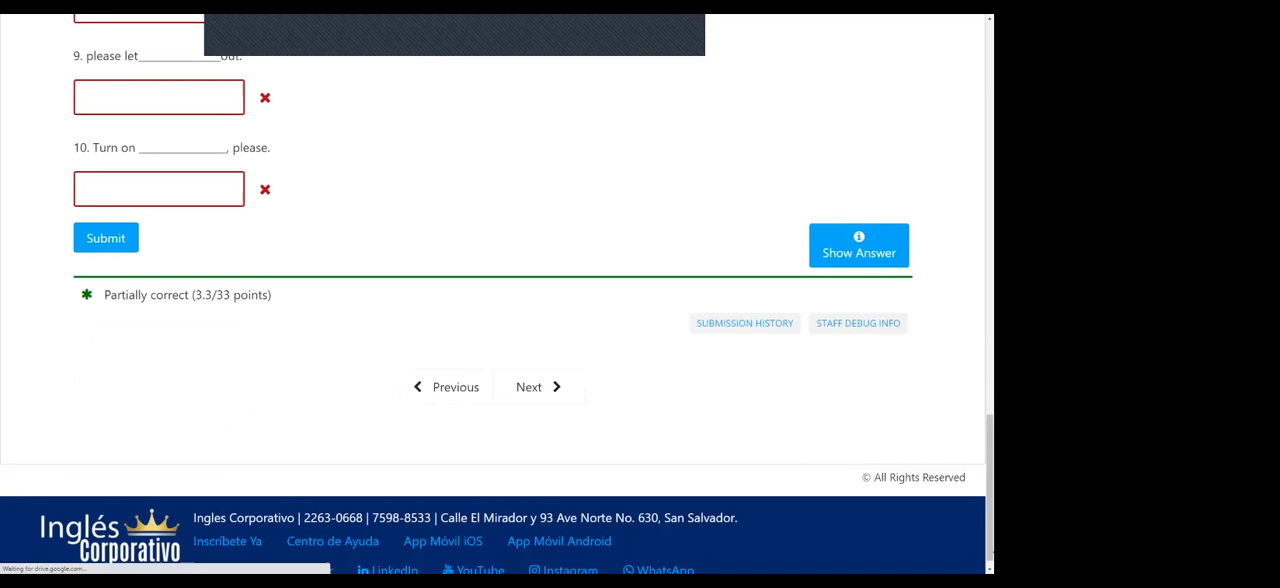 9. please let______________out.
10. Turn on _______________, please.
Submit
Show Answer
Partially correct (3.3/33 points)
SUBMISSION HISTORY
STAFF DEBUG INFO
Previous
Next
© All Rights Reserved
Inglés Corporativo
Ingles Corporativo | 2263-0668 | 7598-8533 | Calle El Mirador y 93 Ave Norte No. 630, San Salvador.
Inscríbete Ya
Centro de Ayuda
App Móvil iOS
App Móvil Android
LinkedIn
YouTube
Instagram
WhatsApp
Waiting for drive.google.com...